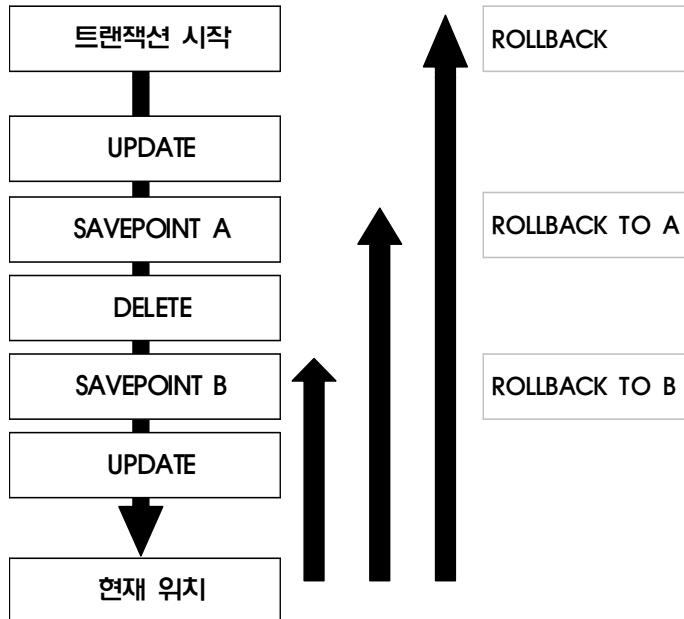 트랜잭션 시작
ROLLBACK
UPDATE
SAVEPOINT A
ROLLBACK TO A
DELETE
SAVEPOINT B
ROLLBACK TO B
UPDATE
현재 위치